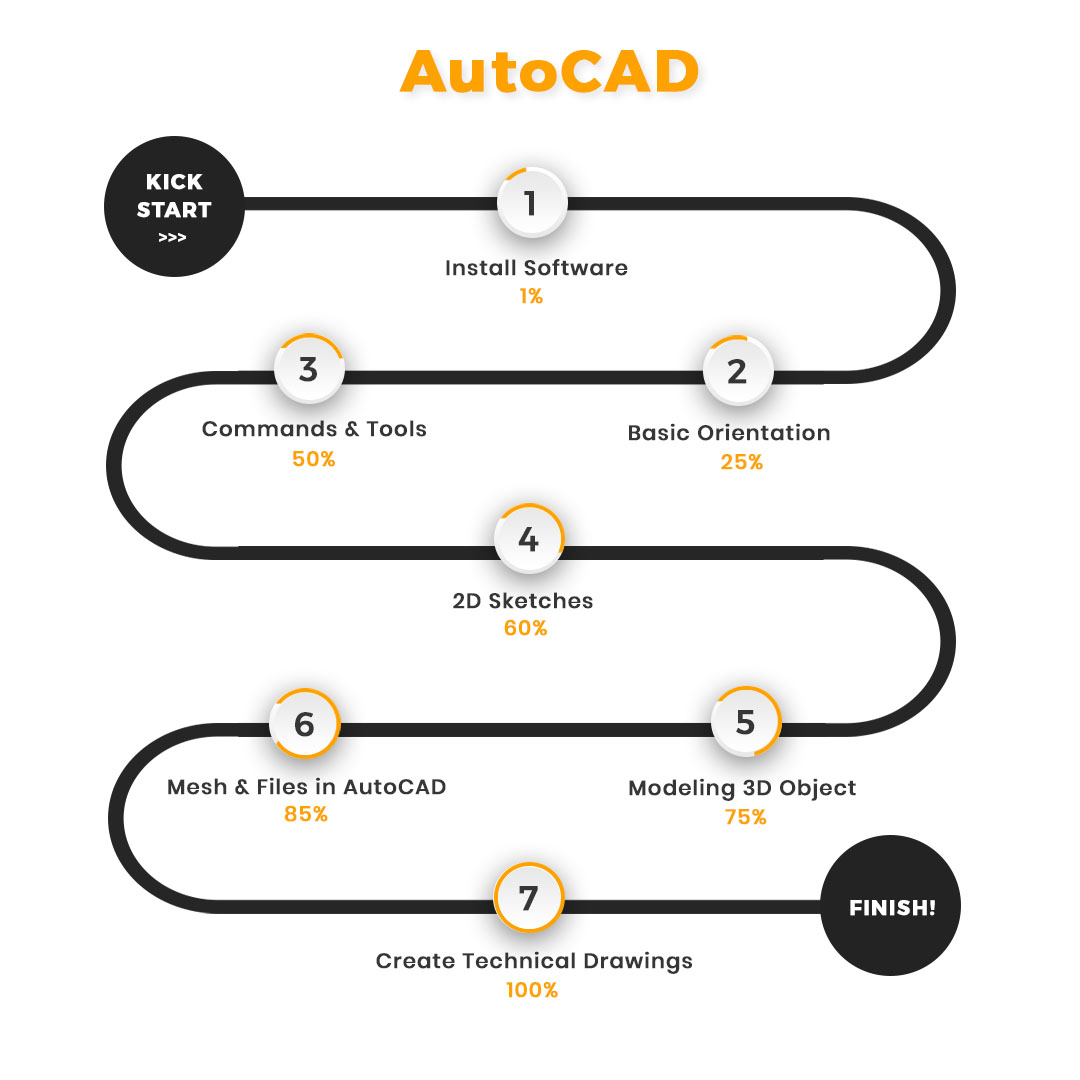 AutoCAD
KICK
START
>>>
1
Install Software
1%
2
Basic Orientation
25%
3
Commands & Tools
50%
4
2D Sketches
60%
5
Modeling 3D Object
75%
6
Mesh & Files in AutoCAD
85%
7
Create Technical Drawings
100%
FINISH!